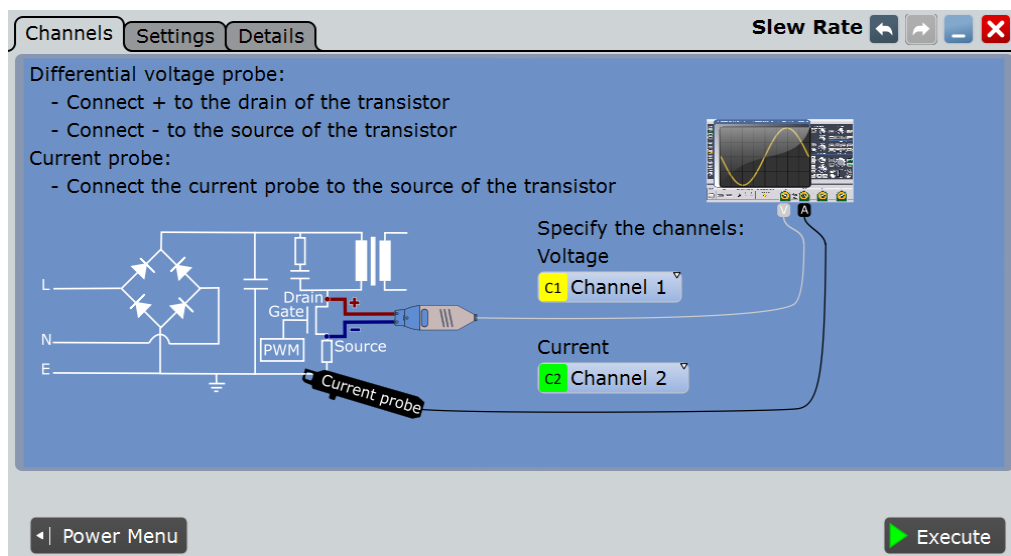 Channels
Settings
Details
Slew Rate
Differential voltage probe:
- Connect + to the drain of the transistor
- Connect - to the source of the transistor
Current probe:
- Connect the current probe to the source of the transistor
V A
Specify the channels:
Voltage
C1 Channel 1
L
Drain
+
Gate
-
N
PWM
Source
Current
E
C2 Channel 2
Current probe
Power Menu
Execute